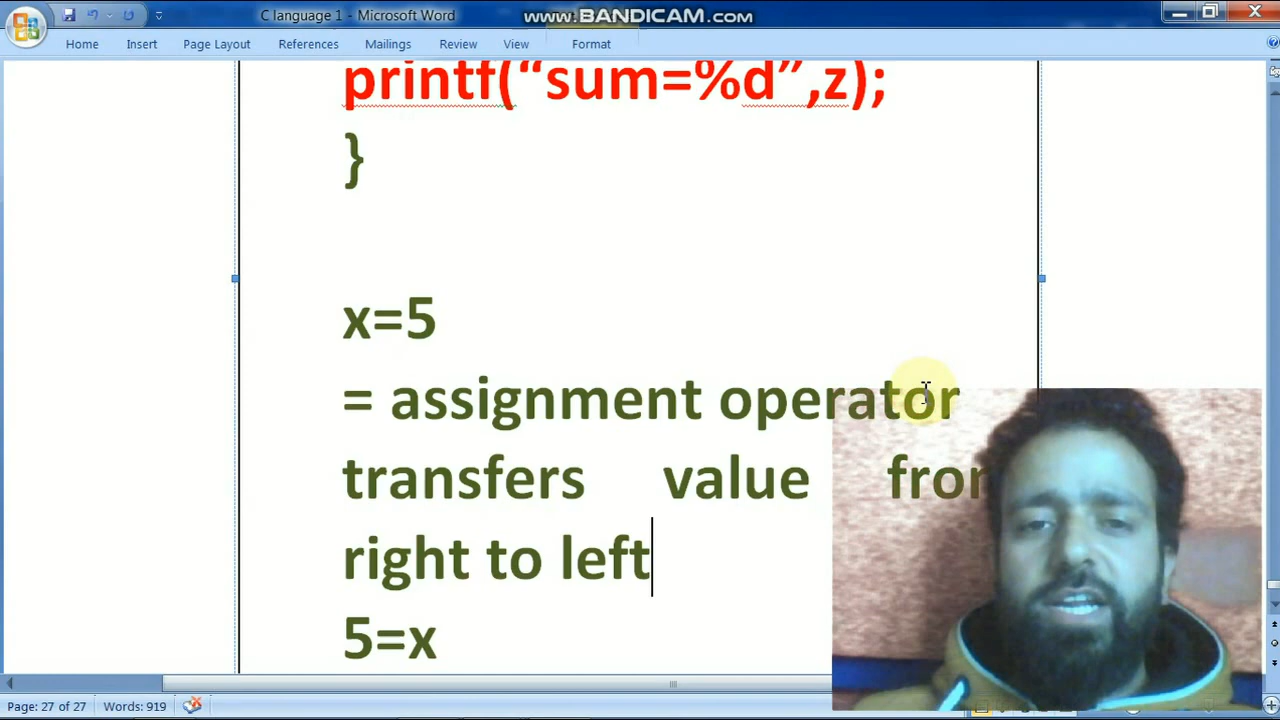 C language 1 - Microsoft Word
www.BANDICAM.com
Home Insert Page Layout References Mailings Review View Format
printf(“sum=%d”,z);
}
x=5
= assignment operator
transfers value from
right to left
5=x
Page: 27 of 27 Words: 919